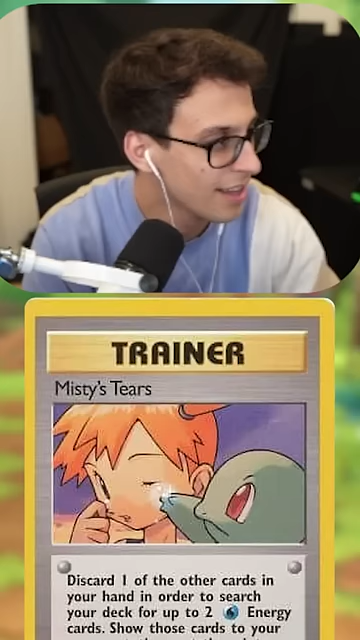 TRAINER
Misty's Tears
Discard 1 of the other cards in
your hand in order to search
your deck for up to 2 Energy
cards. Show those cards to your